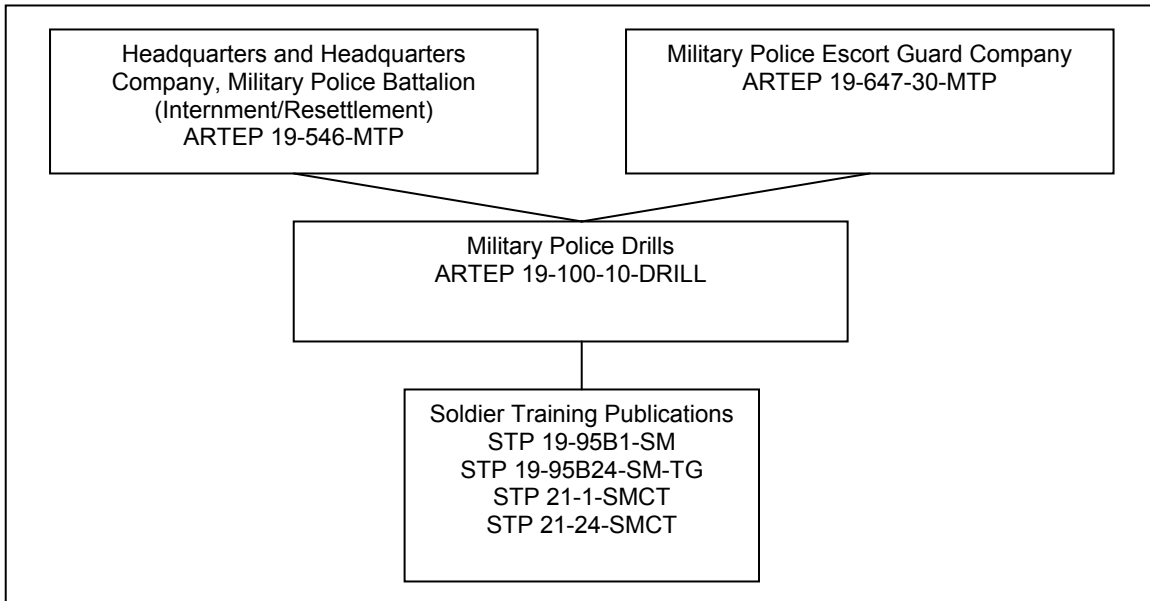 Headquarters and Headquarters
Company, Military Police Battalion
(Internment/Resettlement)
ARTEP 19-546-MTP
Military Police Escort Guard Company
ARTEP 19-647-30-MTP
Military Police Drills
ARTEP 19-100-10-DRILL
Soldier Training Publications
STP 19-95B1-SM
STP 19-95B24-SM-TG
STP 21-1-SMCT
STP 21-24-SMCT